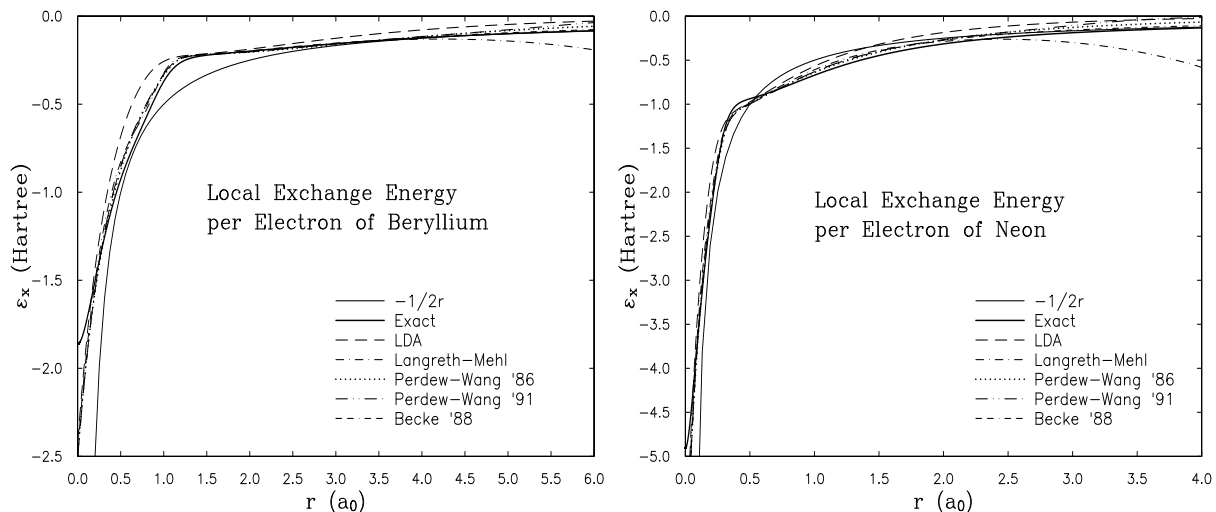 0.0
−0.5
−1.0
−1.5
−2.0
−2.5
εx (Hartree)
Local Exchange Energy
per Electron of Beryllium
−1/2r
Exact
LDA
Langreth−Mehl
Perdew−Wang '86
Perdew−Wang '91
Becke '88
0.0 0.5 1.0 1.5 2.0 2.5 3.0 3.5 4.0 4.5 5.0 5.5 6.0
r (a0)
0.0
−0.5
−1.0
−1.5
−2.0
−2.5
−3.0
−3.5
−4.0
−4.5
−5.0
εx (Hartree)
Local Exchange Energy
per Electron of Neon
−1/2r
Exact
LDA
Langreth−Mehl
Perdew−Wang '86
Perdew−Wang '91
Becke '88
0.0 0.5 1.0 1.5 2.0 2.5 3.0 3.5 4.0
r (a0)